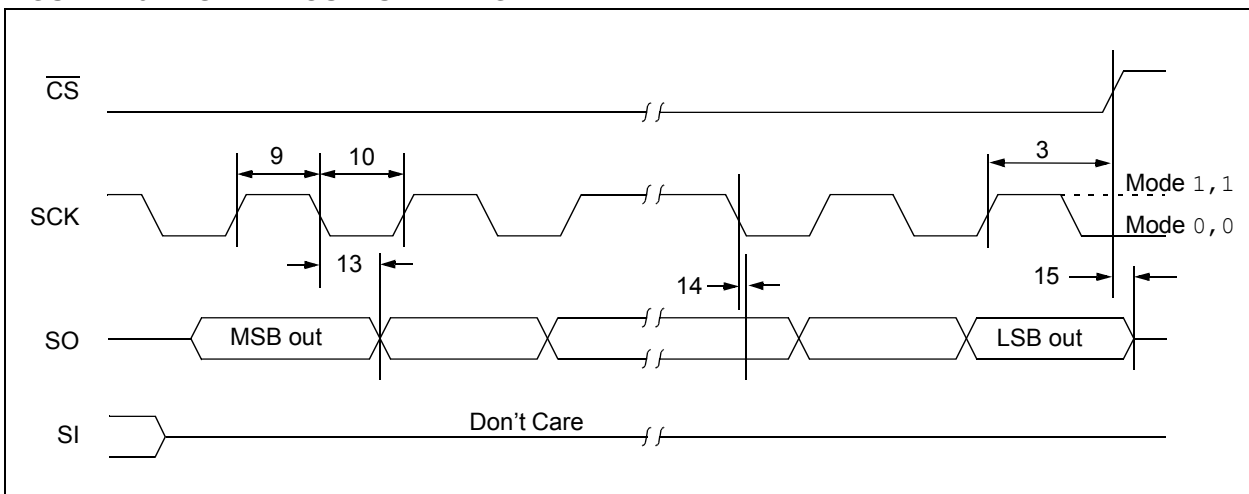 CS
9
10
3
Mode 1,1
SCK
Mode 0,0
13
14
15
SO
MSB out
LSB out
SI
Don't Care